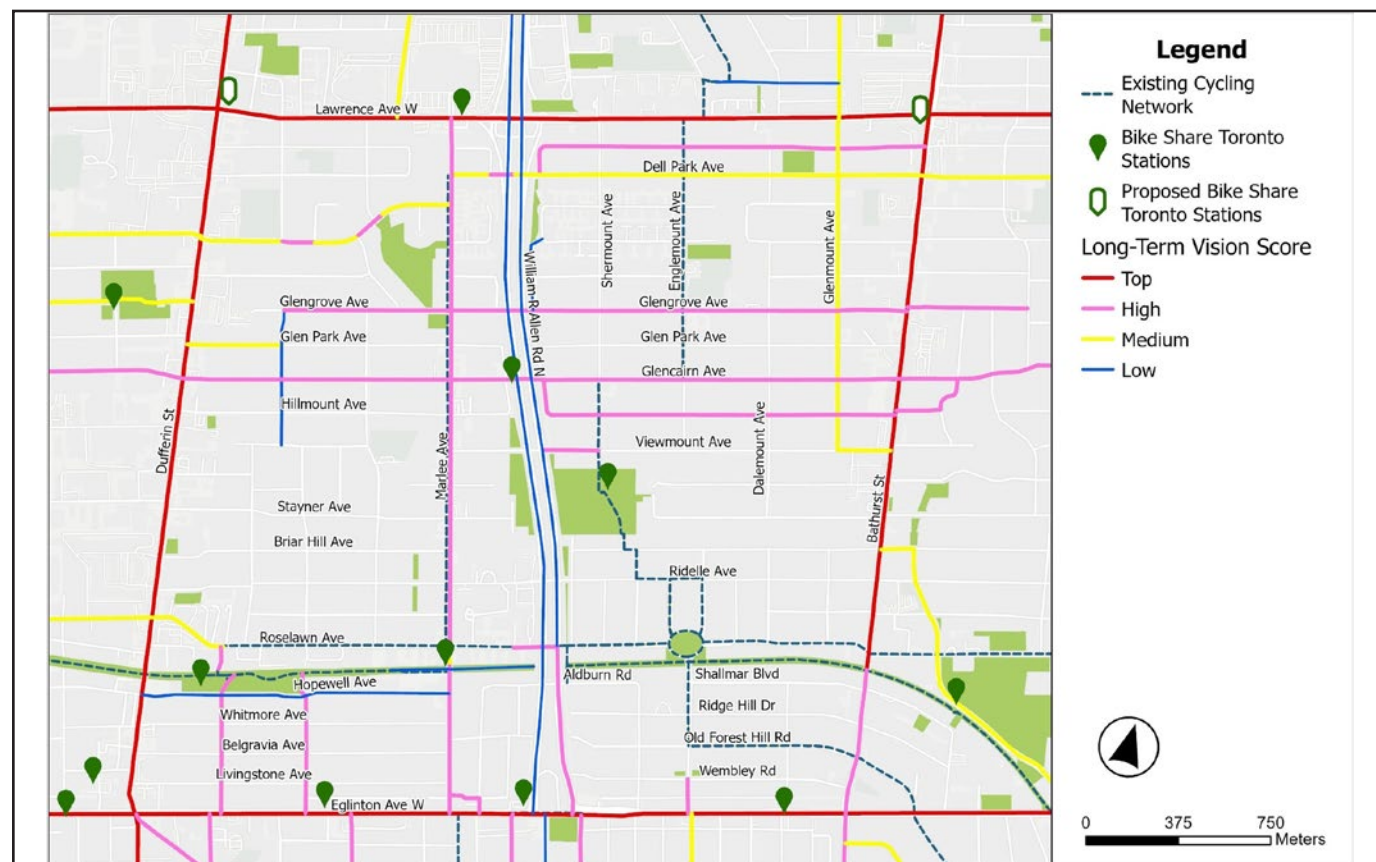 Legend
Existing Cycling
Network
Bike Share Toronto
Stations
Proposed Bike Share
Toronto Stations
Long-Term Vision Score
Top
High
Medium
Low
0 375 750
Meters
Lawrence Ave W
Dell Park Ave
Shermount Ave
Englemount Ave
Glenmount Ave
William R Allen Rd N
Glengrove Ave
Glengrove Ave
Glen Park Ave
Glen Park Ave
Glencairn Ave
Hillmount Ave
Dufferin St
Marlee Ave
Viewmount Ave
Dalemount Ave
Bathurst St
Stayner Ave
Briar Hill Ave
Ridelle Ave
Roselawn Ave
Aldburn Rd
Shallmar Blvd
Hopewell Ave
Ridge Hill Dr
Whitmore Ave
Old Forest Hill Rd
Belgravia Ave
Wembley Rd
Livingstone Ave
Eglinton Ave W